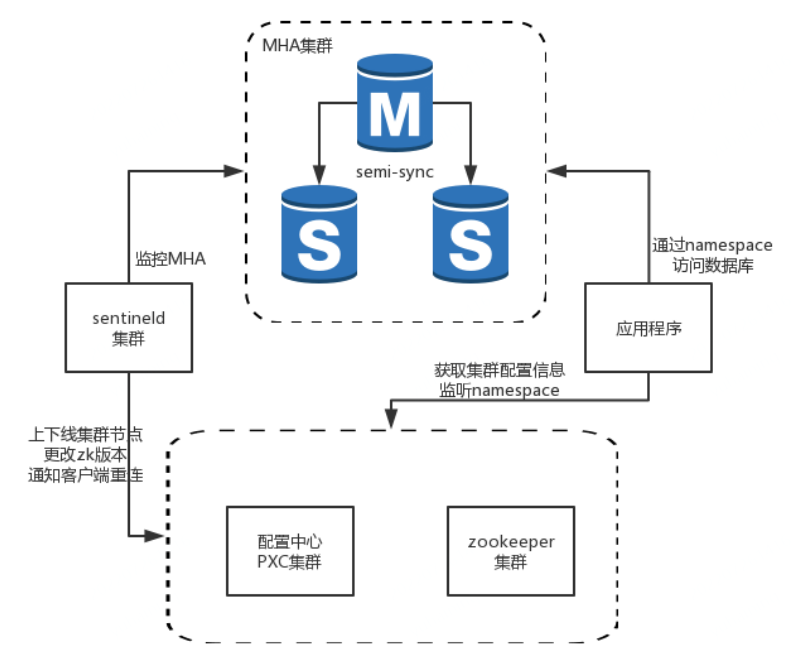 MHA集群
M
semi-sync
S
S
监控MHA
通过namespace
访问数据库
sentineld
集群
应用程序
获取集群配置信息
监听namespace
上下线集群节点
更改zk版本
通知客户端重连
配置中心
PXC集群
zookeeper
集群